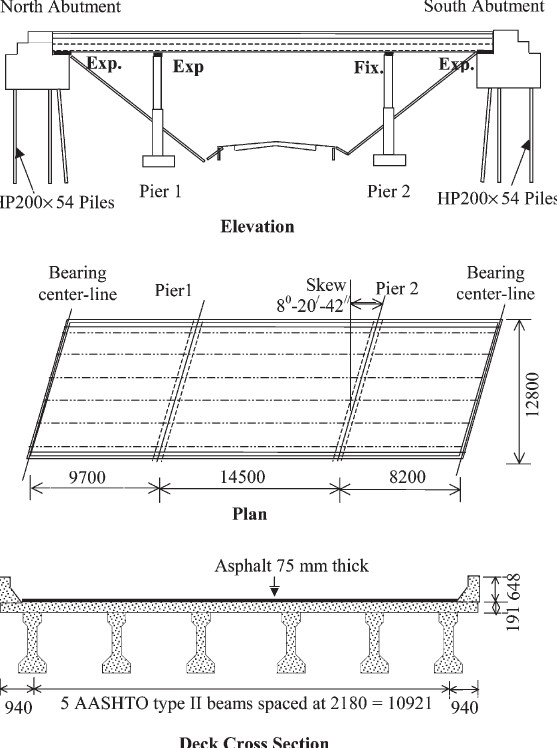 North Abutment South Abutment
Exp. Exp Fix. Exp.
Pier 1 Pier 2
HP200×54 Piles HP200×54 Piles
Elevation
Bearing
center-line
Pier1
Skew
8⁰-20′-42″
Pier 2
Bearing
center-line
12800
9700 14500 8200
Plan
Asphalt 75 mm thick
191 648
940 5 AASHTO type II beams spaced at 2180 = 10921 940
Deck Cross Section